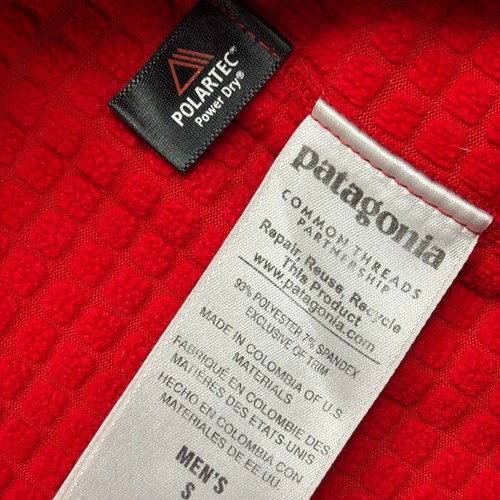 POLARTEC®
Power Dry®
patagonia
COMMON THREADS
PARTNERSHIP
Repair, Reuse, Recycle
This Product
www.patagonia.com
93% POLYESTER 7% SPANDEX
EXCLUSIVE OF TRIM
MADE IN COLOMBIA OF U.S.
MATERIALS
FABRIQUÉ EN COLOMBIE DES
MATIÈRES DES ETATS-UNIS
HECHO EN COLOMBIA DE
MATERIALES DE EE UU.
MEN'S
S